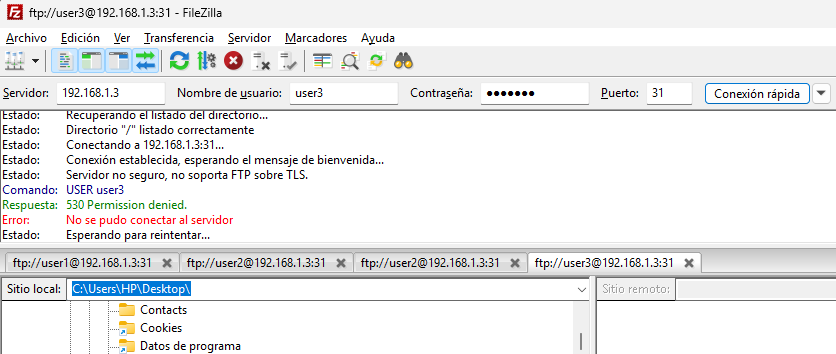 ftp://user3@192.168.1.3:31 - FileZilla
Archivo Edición Ver Transferencia Servidor Marcadores Ayuda
Servidor: 192.168.1.3 Nombre de usuario: user3 Contraseña: ●●●●●●● Puerto: 31 Conexión rápida
Estado: Recuperando el listado del directorio...
Estado: Directorio "/" listado correctamente
Estado: Conectando a 192.168.1.3:31...
Estado: Conexión establecida, esperando el mensaje de bienvenida...
Estado: Servidor no seguro, no soporta FTP sobre TLS.
Comando: USER user3
Respuesta: 530 Permission denied.
Error: No se pudo conectar al servidor
Estado: Esperando para reintentar...
ftp://user1@192.168.1.3:31 ftp://user2@192.168.1.3:31 ftp://user2@192.168.1.3:31 ftp://user3@192.168.1.3:31
Sitio local: C:\Users\HP\Desktop\ Sitio remoto:
Contacts
Cookies
Datos de programa